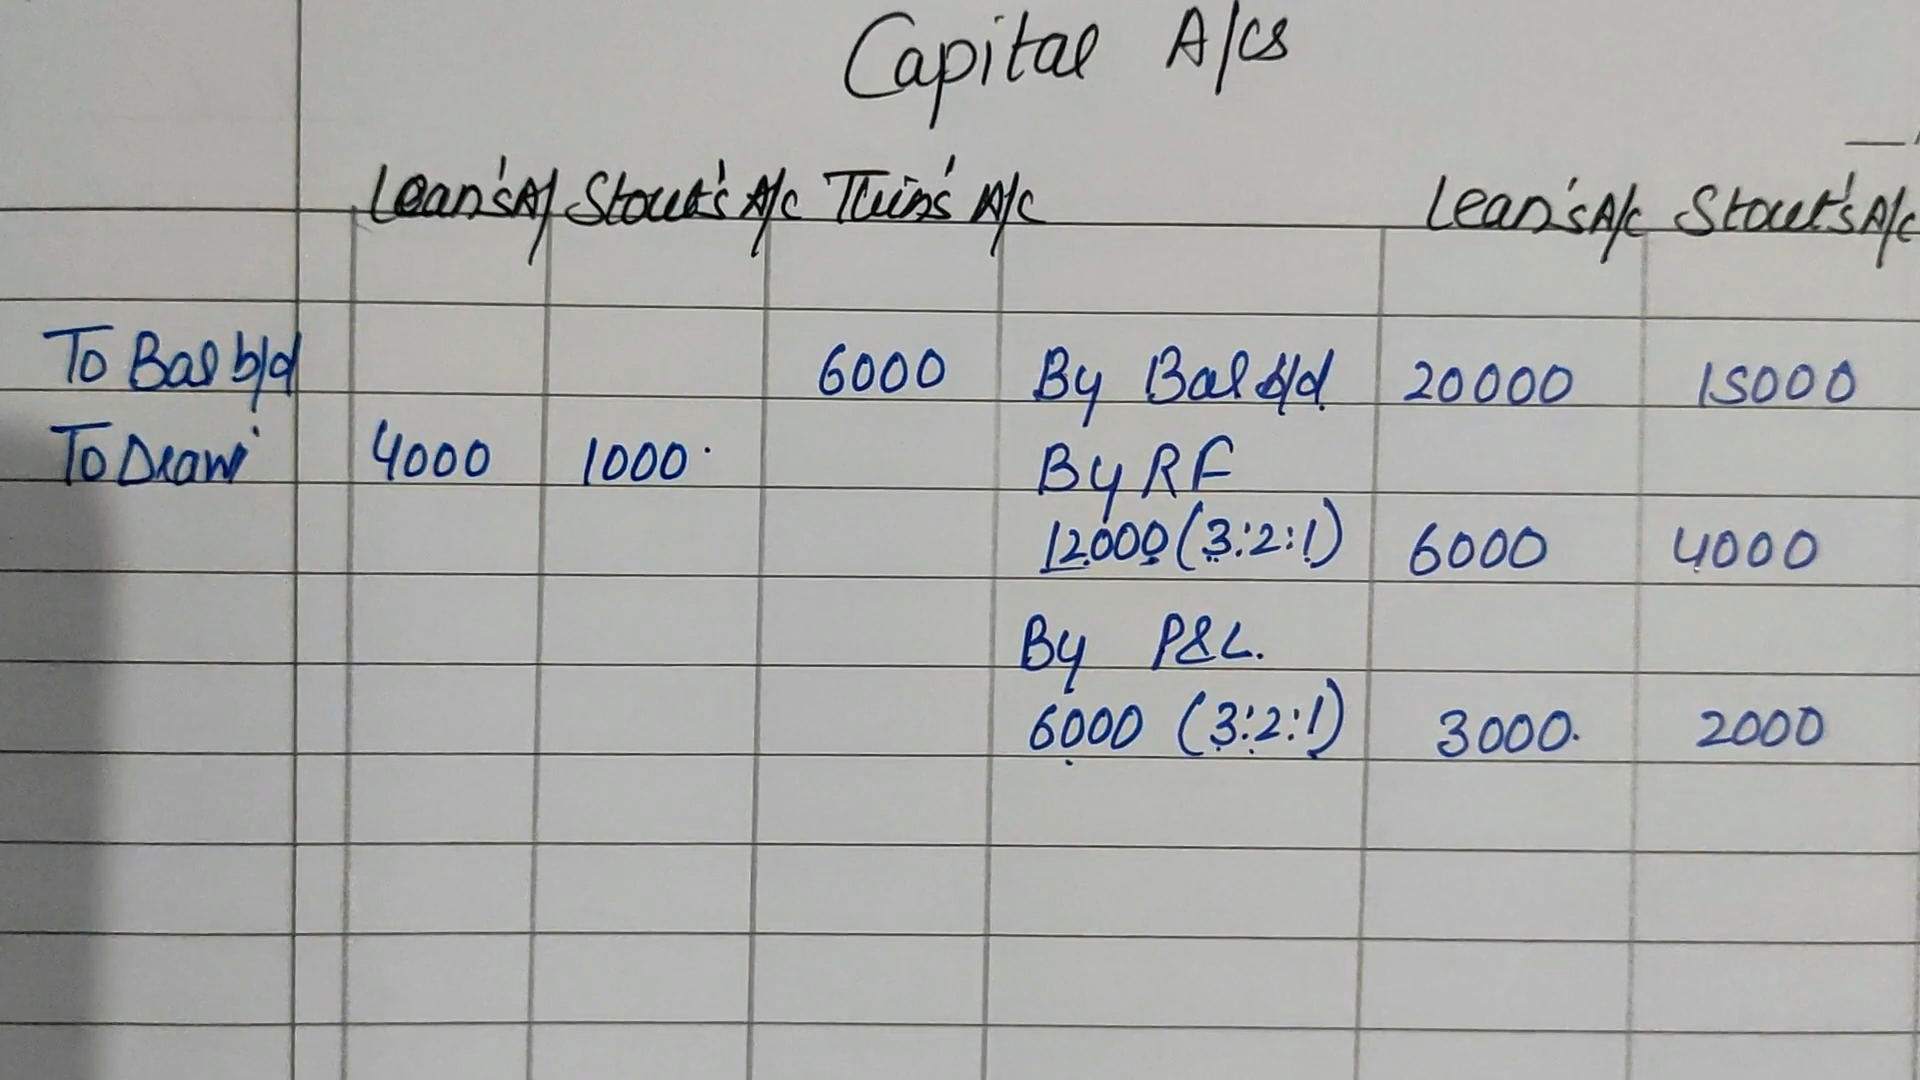 Capital A/cs
Lean's A/ Stout's A/c Thin's A/c Lean's A/c Stout's A/c
To Bal b/d 6000 By Bal b/d 20000 15000
To Draw 4000 1000 By RF
12000 (3:2:1) 6000 4000
By P&L.
6000 (3:2:1) 3000 2000